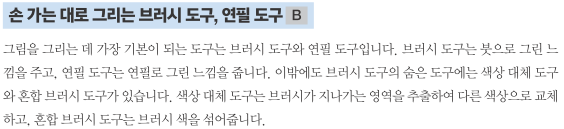 손 가는 대로 그리는 브러시 도구, 연필 도구 B
그림을 그리는 데 가장 기본이 되는 도구는 브러시 도구와 연필 도구입니다. 브러시 도구는 붓으로 그린 느
낌을 주고, 연필 도구는 연필로 그린 느낌을 줍니다. 이밖에도 브러시 도구의 숨은 도구에는 색상 대체 도구
와 혼합 브러시 도구가 있습니다. 색상 대체 도구는 브러시가 지나가는 영역을 추출하여 다른 색상으로 교체
하고, 혼합 브러시 도구는 브러시 색을 섞어줍니다.